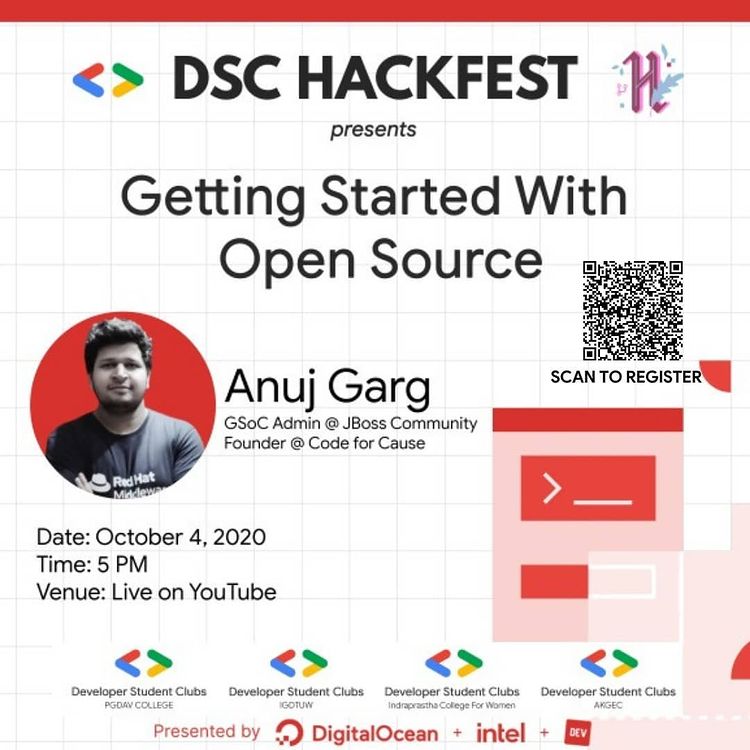 DSC HACKFEST
presents
Getting Started With
Open Source
SCAN TO REGISTER
Anuj Garg
GSoC Admin @ JBoss Community
Founder @ Code for Cause
Red Hat
Middleware
Date: October 4, 2020
Time: 5 PM
Venue: Live on YouTube
Developer Student Clubs
PGDAV COLLEGE
Developer Student Clubs
IGDTUW
Developer Student Clubs
Indraprastha College For Women
Developer Student Clubs
AKGEC
Presented by DigitalOcean + intel + DEV